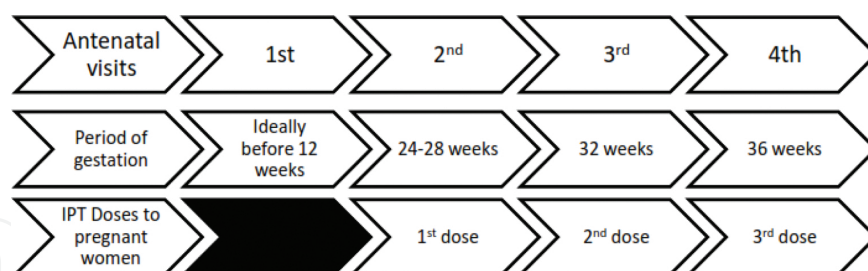 Antenatal
visits
1st
2nd
3rd
4th
Period of
gestation
Ideally
before 12
weeks
24-28 weeks
32 weeks
36 weeks
IPT Doses to
pregnant
women
1st dose
2nd dose
3rd dose